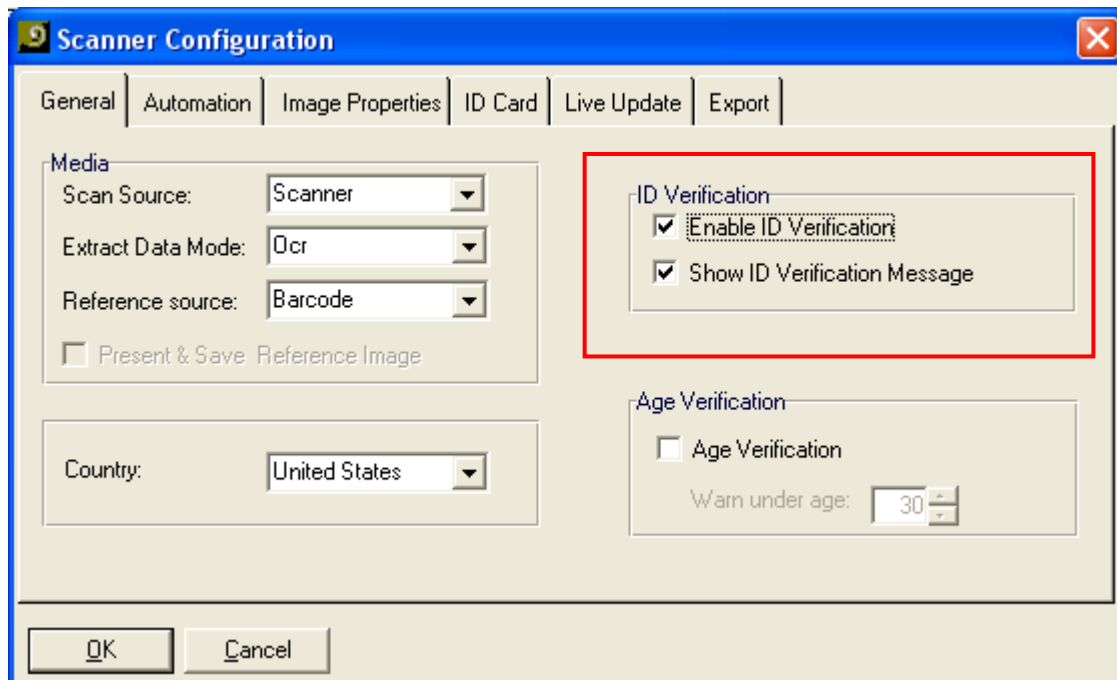 Scanner Configuration
General Automation Image Properties ID Card Live Update Export
Media
Scan Source: Scanner
Extract Data Mode: Ocr
Reference source: Barcode
Present & Save Reference Image
Country: United States
ID Verification
Enable ID Verification
Show ID Verification Message
Age Verification
Age Verification
Warn under age: 30
OK Cancel